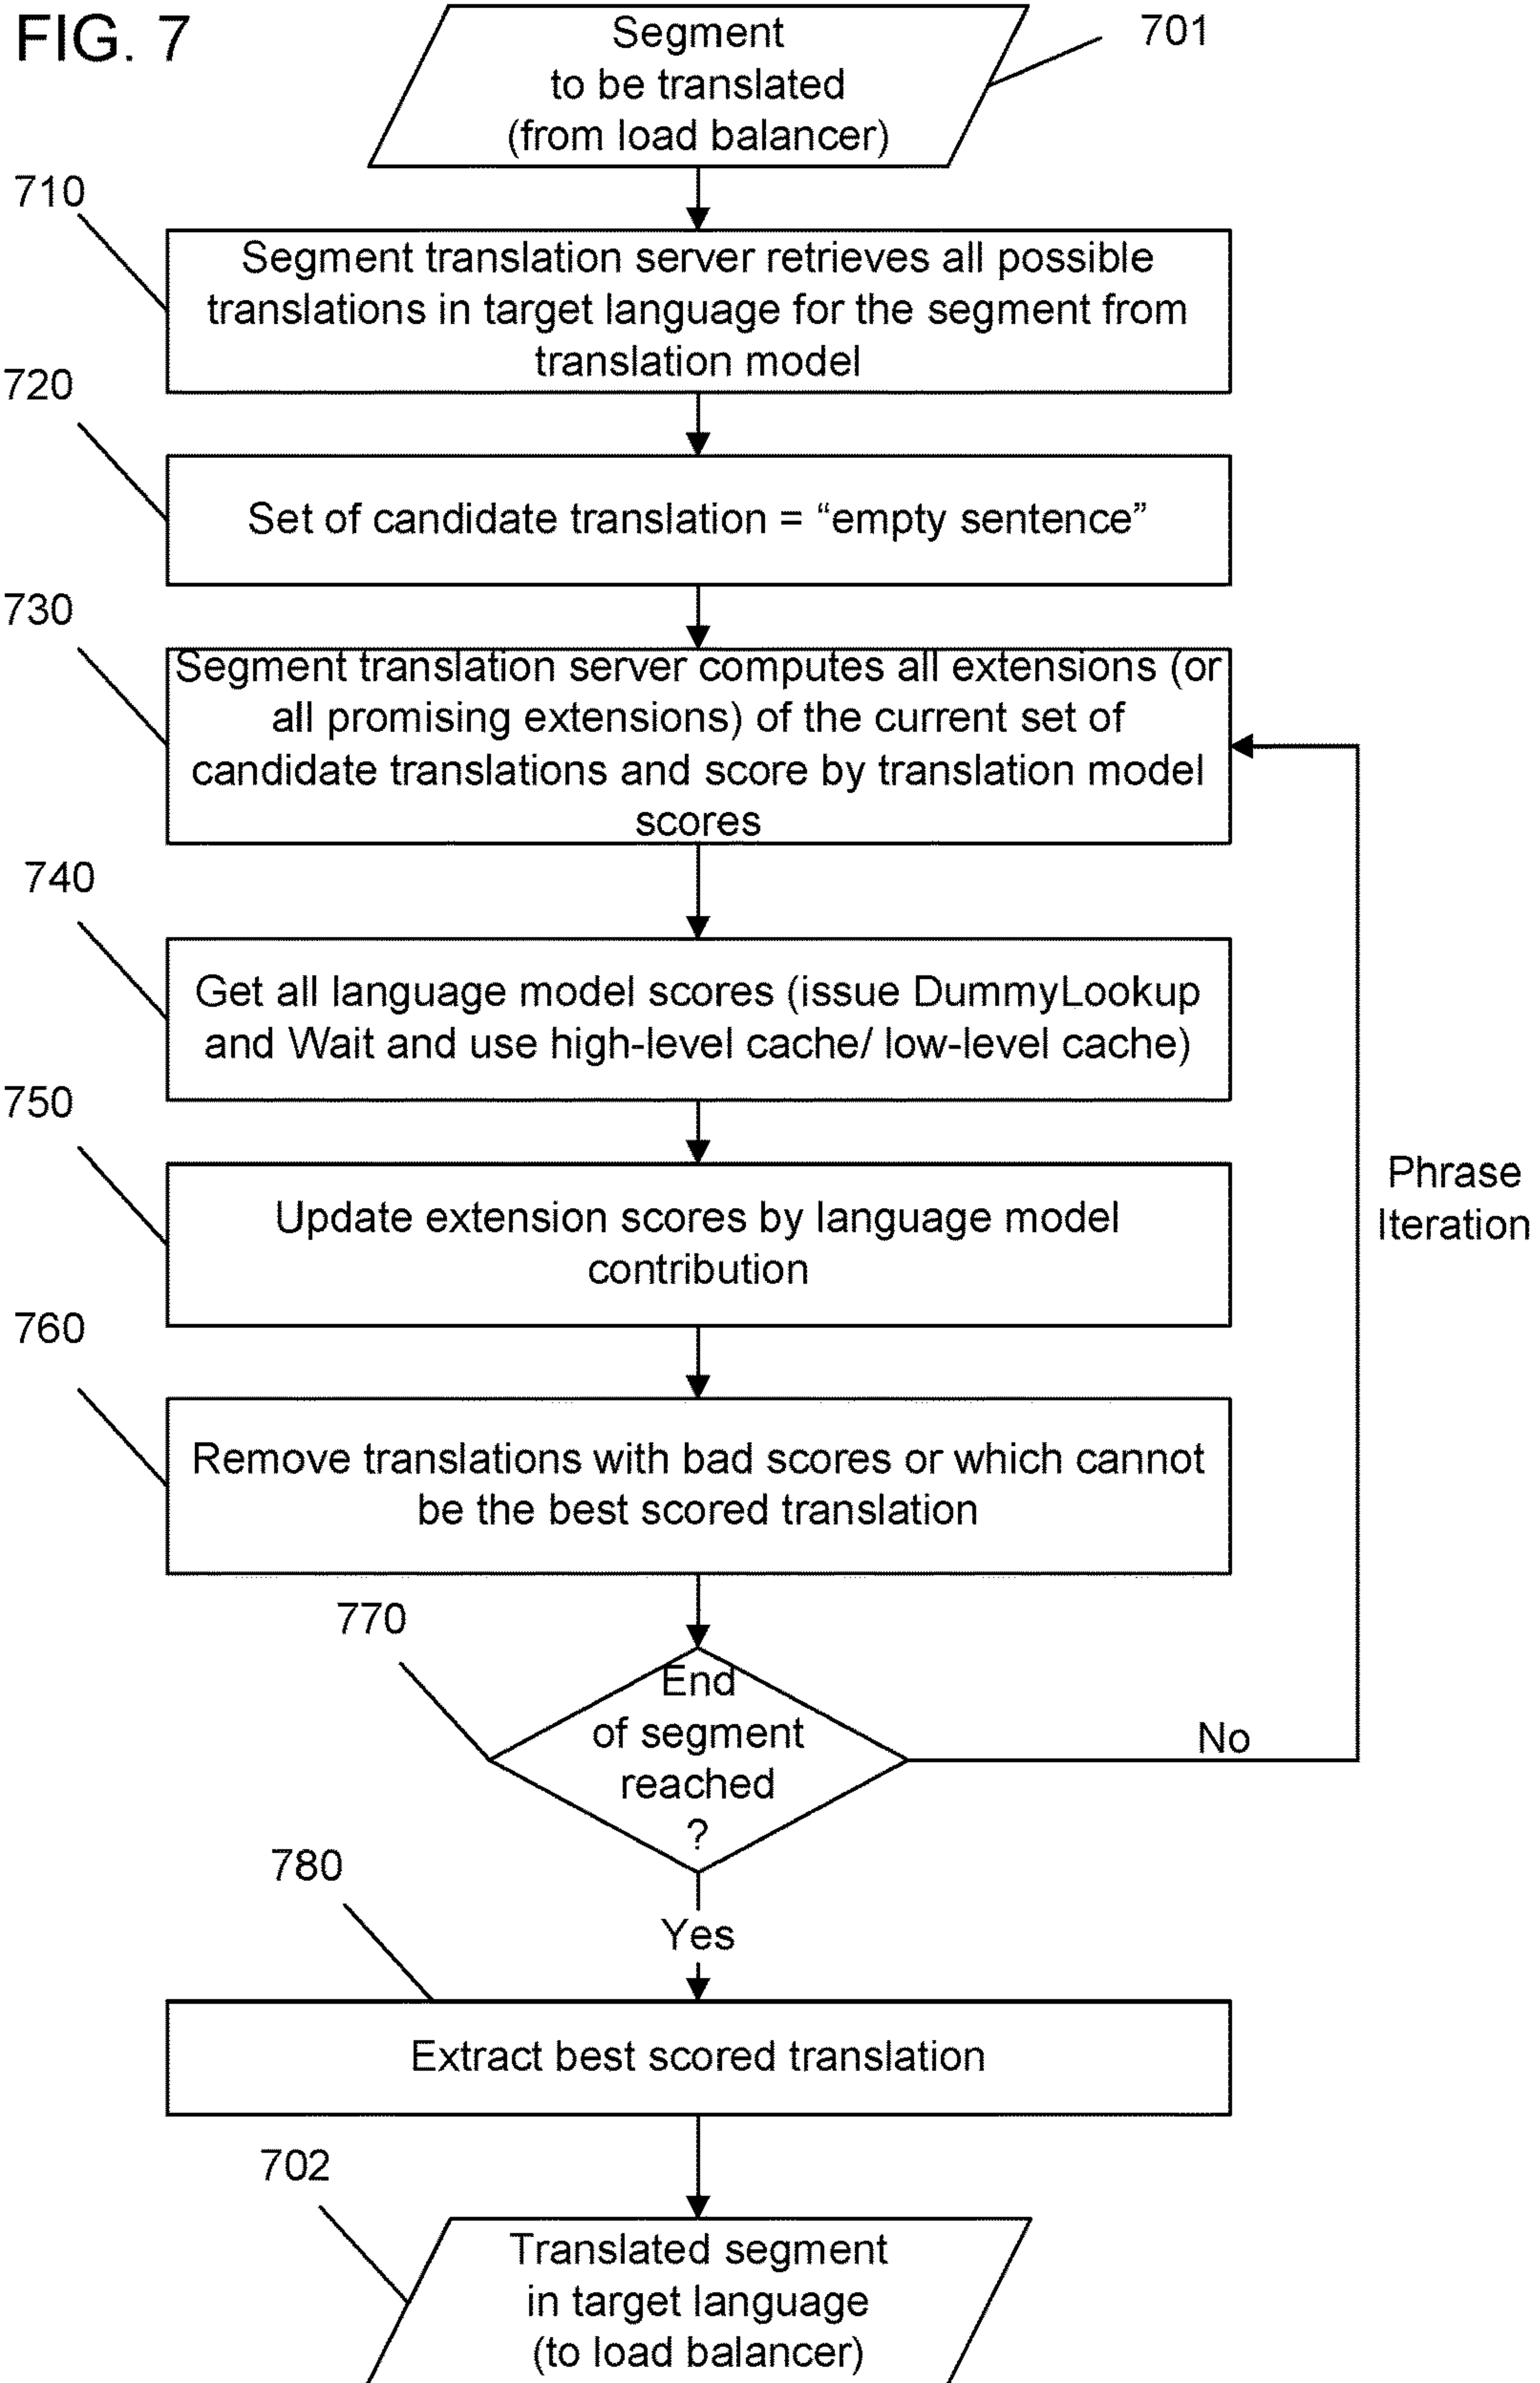 FIG. 7
Segment
to be translated
(from load balancer)
701
710
Segment translation server retrieves all possible
translations in target language for the segment from
translation model
720
Set of candidate translation = “empty sentence”
730
Segment translation server computes all extensions (or
all promising extensions) of the current set of
candidate translations and score by translation model
scores
740
Get all language model scores (issue DummyLookup
and Wait and use high-level cache/ low-level cache)
750
Update extension scores by language model
contribution
Phrase
Iteration
760
Remove translations with bad scores or which cannot
be the best scored translation
770
End
of segment
reached
?
No
780
Yes
Extract best scored translation
702
Translated segment
in target language
(to load balancer)